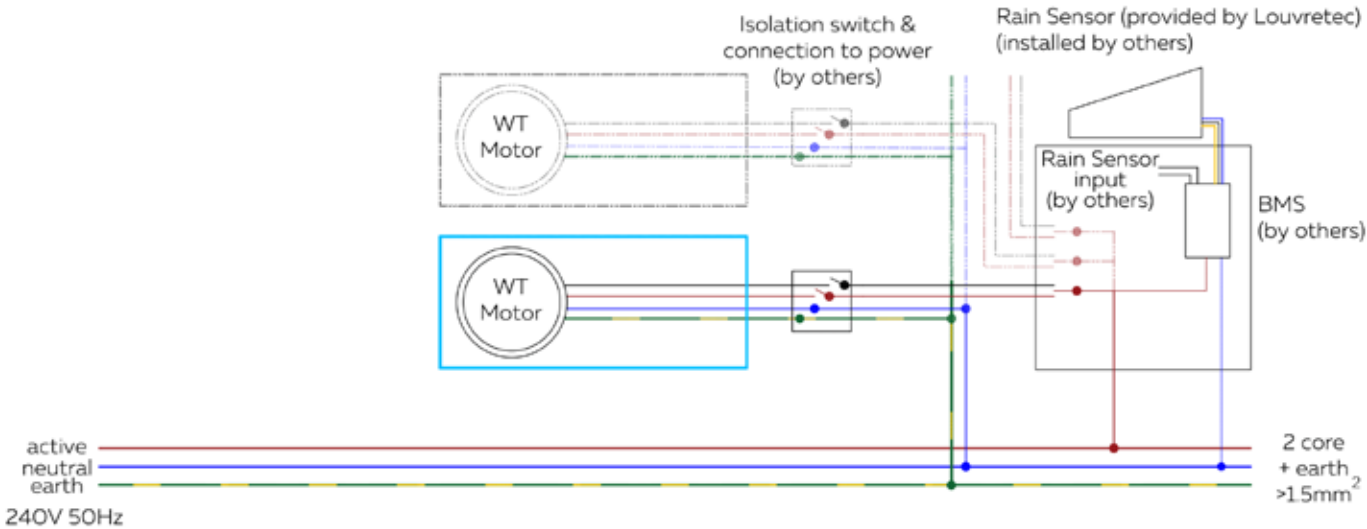 Isolation switch &
connection to power
(by others)
Rain Sensor (provided by Louvretec)
(installed by others)
WT
Motor
Rain Sensor
input
(by others)
BMS
(by others)
WT
Motor
active
neutral
earth
240V 50Hz
2 core
+ earth
>1.5mm²